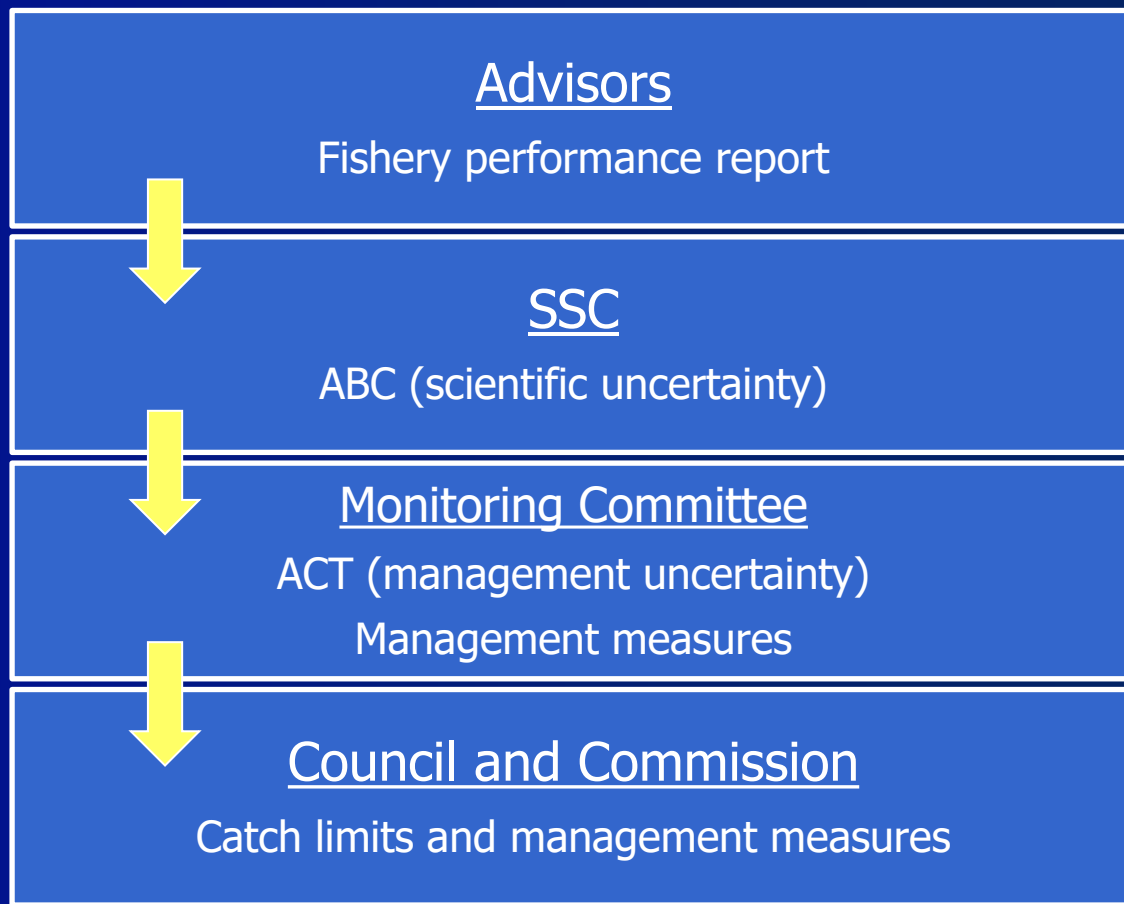 Advisors
Fishery performance report
SSC
ABC (scientific uncertainty)
Monitoring Committee
ACT (management uncertainty)
Management measures
Council and Commission
Catch limits and management measures